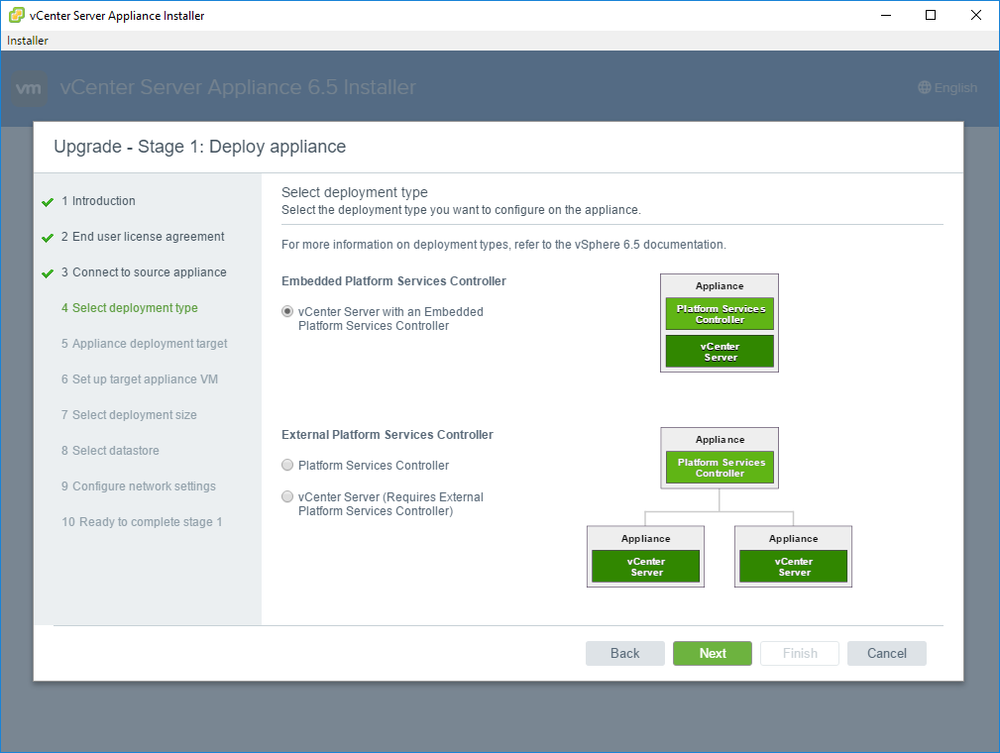 vCenter Server Appliance Installer
Installer
vm vCenter Server Appliance 6.5 Installer
English
Upgrade - Stage 1: Deploy appliance
1 Introduction
2 End user license agreement
3 Connect to source appliance
4 Select deployment type
5 Appliance deployment target
6 Set up target appliance VM
7 Select deployment size
8 Select datastore
9 Configure network settings
10 Ready to complete stage 1
Select deployment type
Select the deployment type you want to configure on the appliance.
For more information on deployment types, refer to the vSphere 6.5 documentation.
Embedded Platform Services Controller
vCenter Server with an Embedded
Platform Services Controller
Appliance
Platform Services
Controller
vCenter
Server
External Platform Services Controller
Platform Services Controller
vCenter Server (Requires External
Platform Services Controller)
Appliance
Platform Services
Controller
Appliance
vCenter
Server
Appliance
vCenter
Server
Back
Next
Finish
Cancel